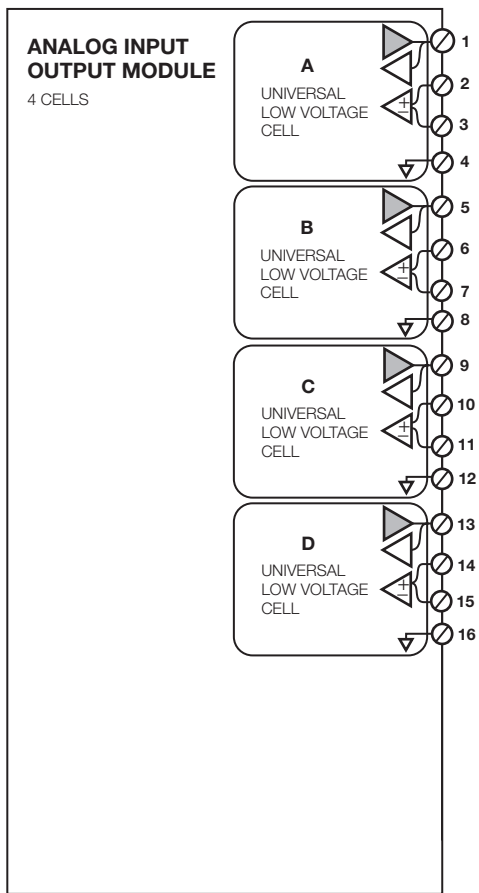 ANALOG INPUT
OUTPUT MODULE
4 CELLS
A
UNIVERSAL
LOW VOLTAGE
CELL
+
−
1
2
3
4
B
UNIVERSAL
LOW VOLTAGE
CELL
+
−
5
6
7
8
C
UNIVERSAL
LOW VOLTAGE
CELL
+
−
9
10
11
12
D
UNIVERSAL
LOW VOLTAGE
CELL
+
−
13
14
15
16